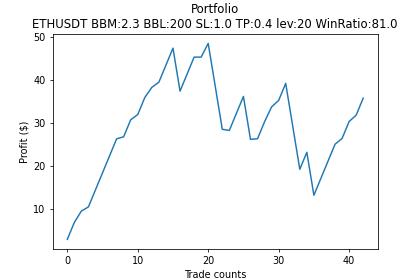 Portfolio
ETHUSDT BBM:2.3 BBL:200 SL:1.0 TP:0.4 lev:20 WinRatio:81.0
50
40
30
20
10
Profit ($)
0
10
20
30
40
Trade counts